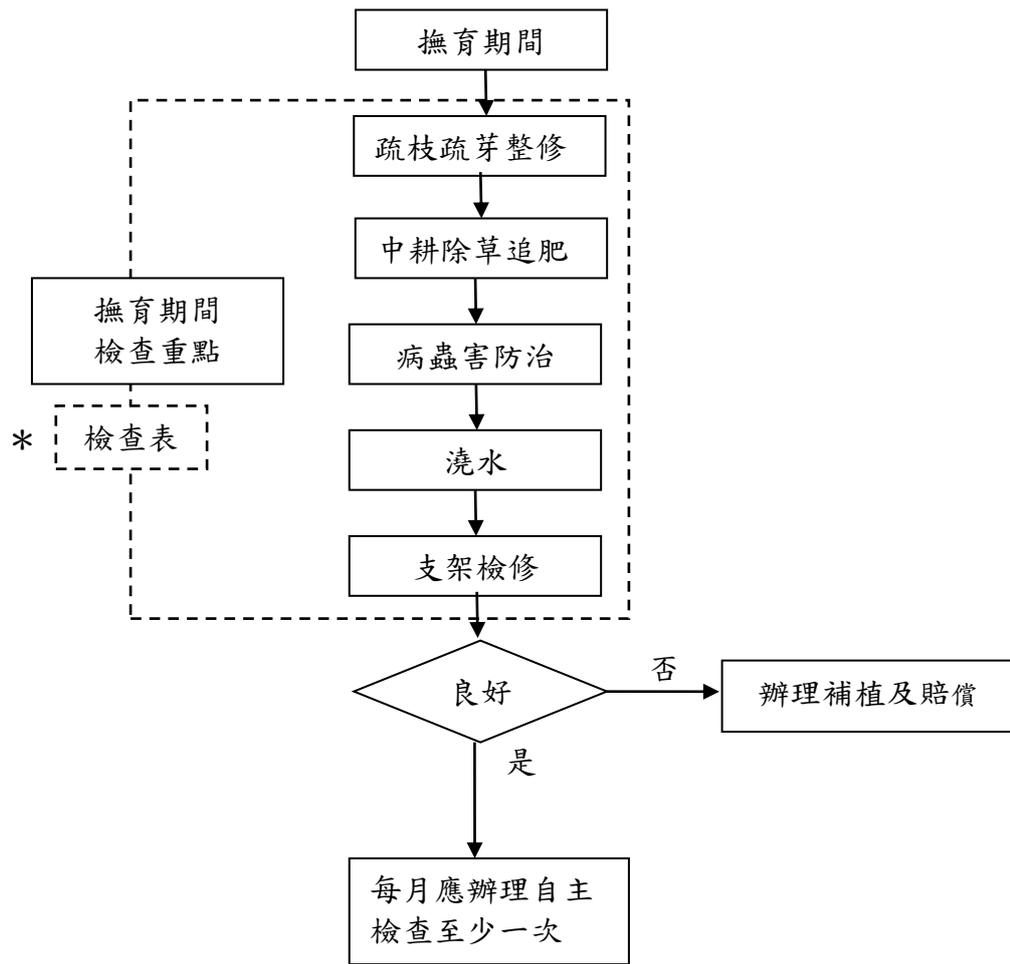 撫育期間
疏枝疏芽整修
中耕除草追肥
撫育期間
檢查重點
病蟲害防治
* 檢查表
澆水
支架檢修
良好
否
辦理補植及賠償
是
每月應辦理自主
檢查至少一次